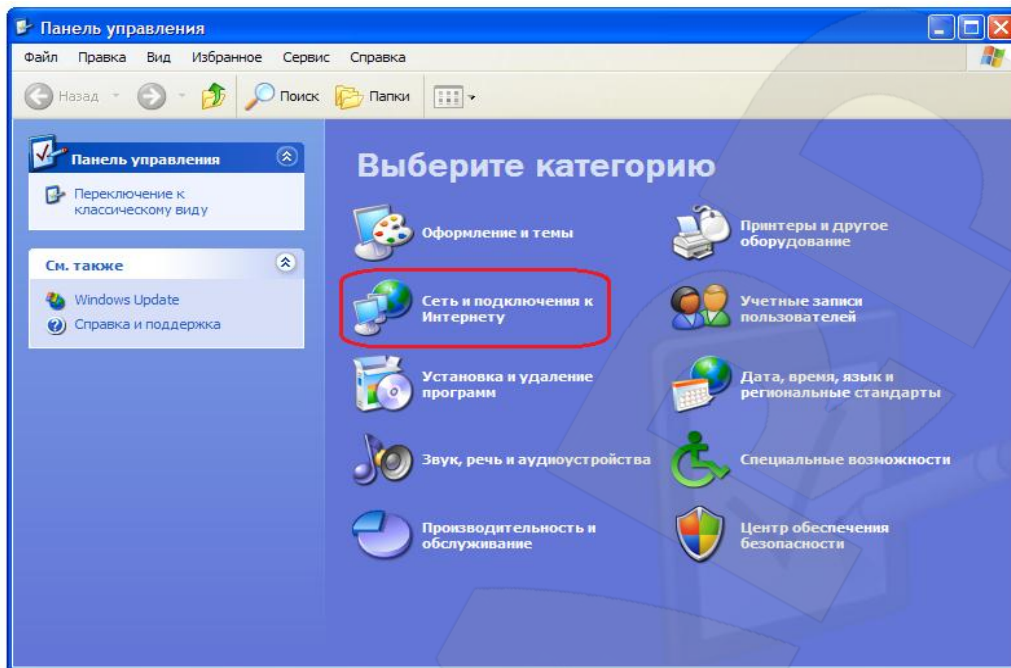 Панель управления
Файл Правка Вид Избранное Сервис Справка
Назад Поиск Папки
Панель управления
Переключение к
классическому виду
См. также
Windows Update
Справка и поддержка
Выберите категорию
Оформление и темы
Принтеры и другое
оборудование
Сеть и подключения к
Интернету
Учетные записи
пользователей
Установка и удаление
программ
Дата, время, язык и
региональные стандарты
Звук, речь и аудиоустройства
Специальные возможности
Производительность и
обслуживание
Центр обеспечения
безопасности